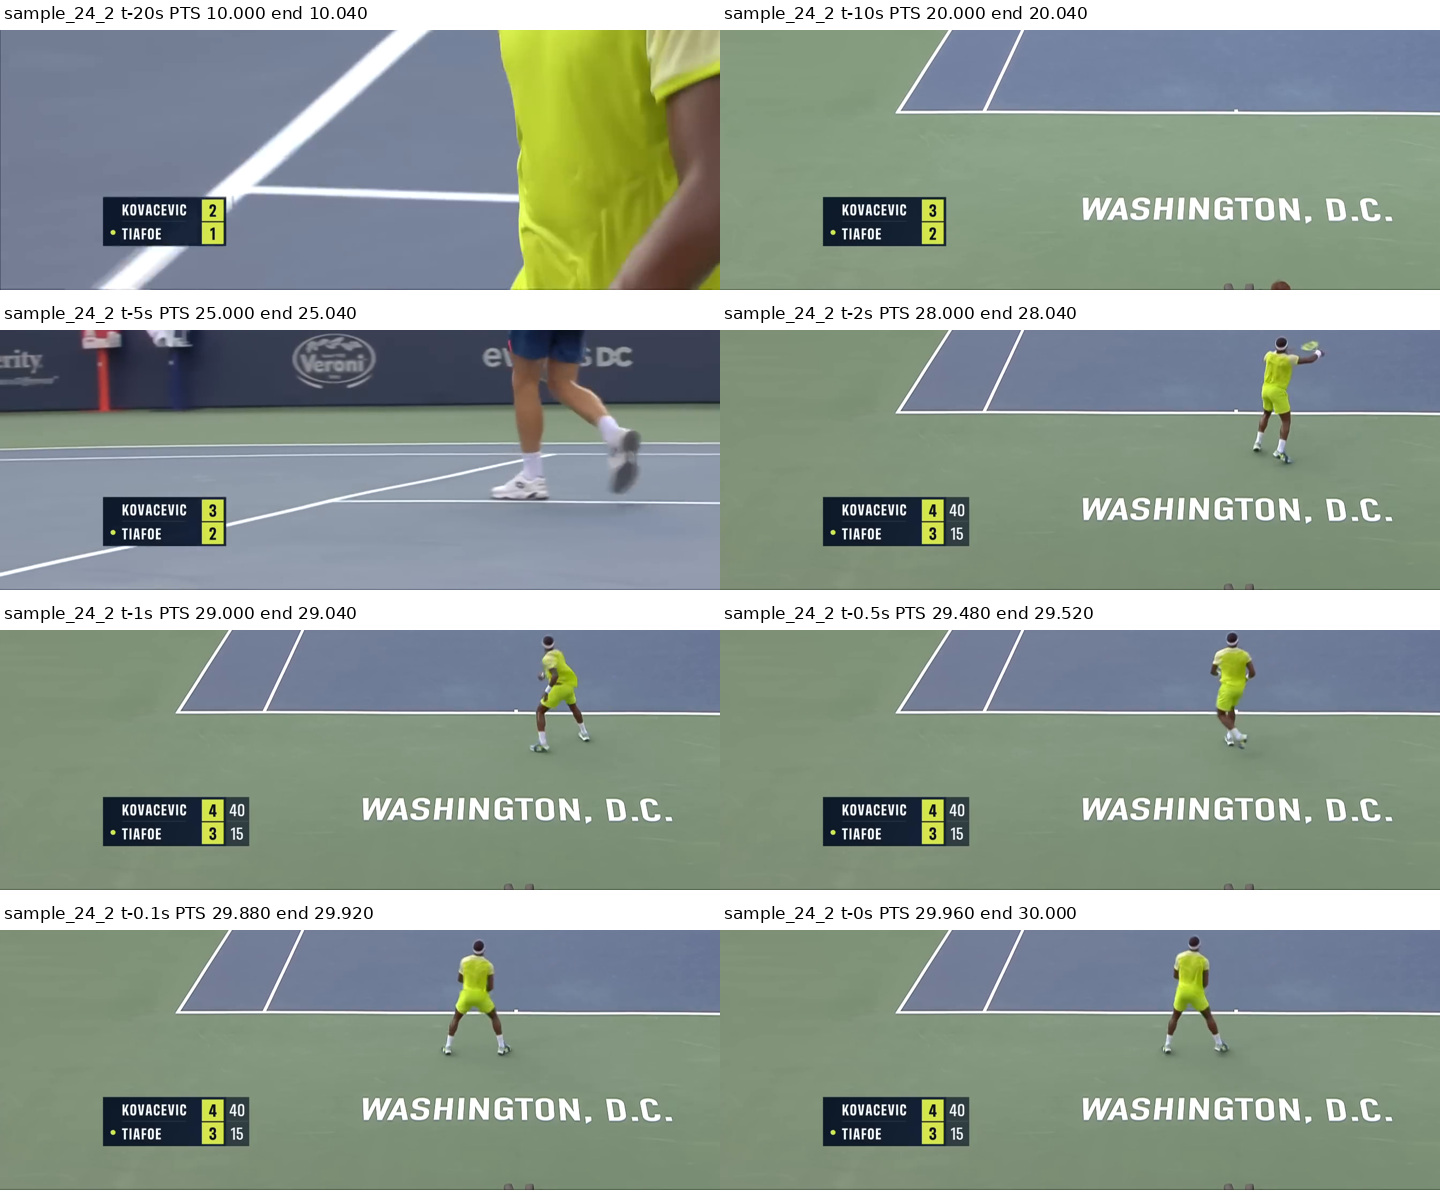 sample_24_2 t-20s PTS 10.000 end 10.040
KOVACEVIC 2
TIAFOE 1
sample_24_2 t-10s PTS 20.000 end 20.040
WASHINGTON, D.C.
KOVACEVIC 3
TIAFOE 2
sample_24_2 t-5s PTS 25.000 end 25.040
Veroni
DC
KOVACEVIC 3
TIAFOE 2
sample_24_2 t-2s PTS 28.000 end 28.040
WASHINGTON, D.C.
KOVACEVIC 4 40
TIAFOE 3 15
sample_24_2 t-1s PTS 29.000 end 29.040
WASHINGTON, D.C.
KOVACEVIC 4 40
TIAFOE 3 15
sample_24_2 t-0.5s PTS 29.480 end 29.520
WASHINGTON, D.C.
KOVACEVIC 4 40
TIAFOE 3 15
sample_24_2 t-0.1s PTS 29.880 end 29.920
WASHINGTON, D.C.
KOVACEVIC 4 40
TIAFOE 3 15
sample_24_2 t-0s PTS 29.960 end 30.000
WASHINGTON, D.C.
KOVACEVIC 4 40
TIAFOE 3 15